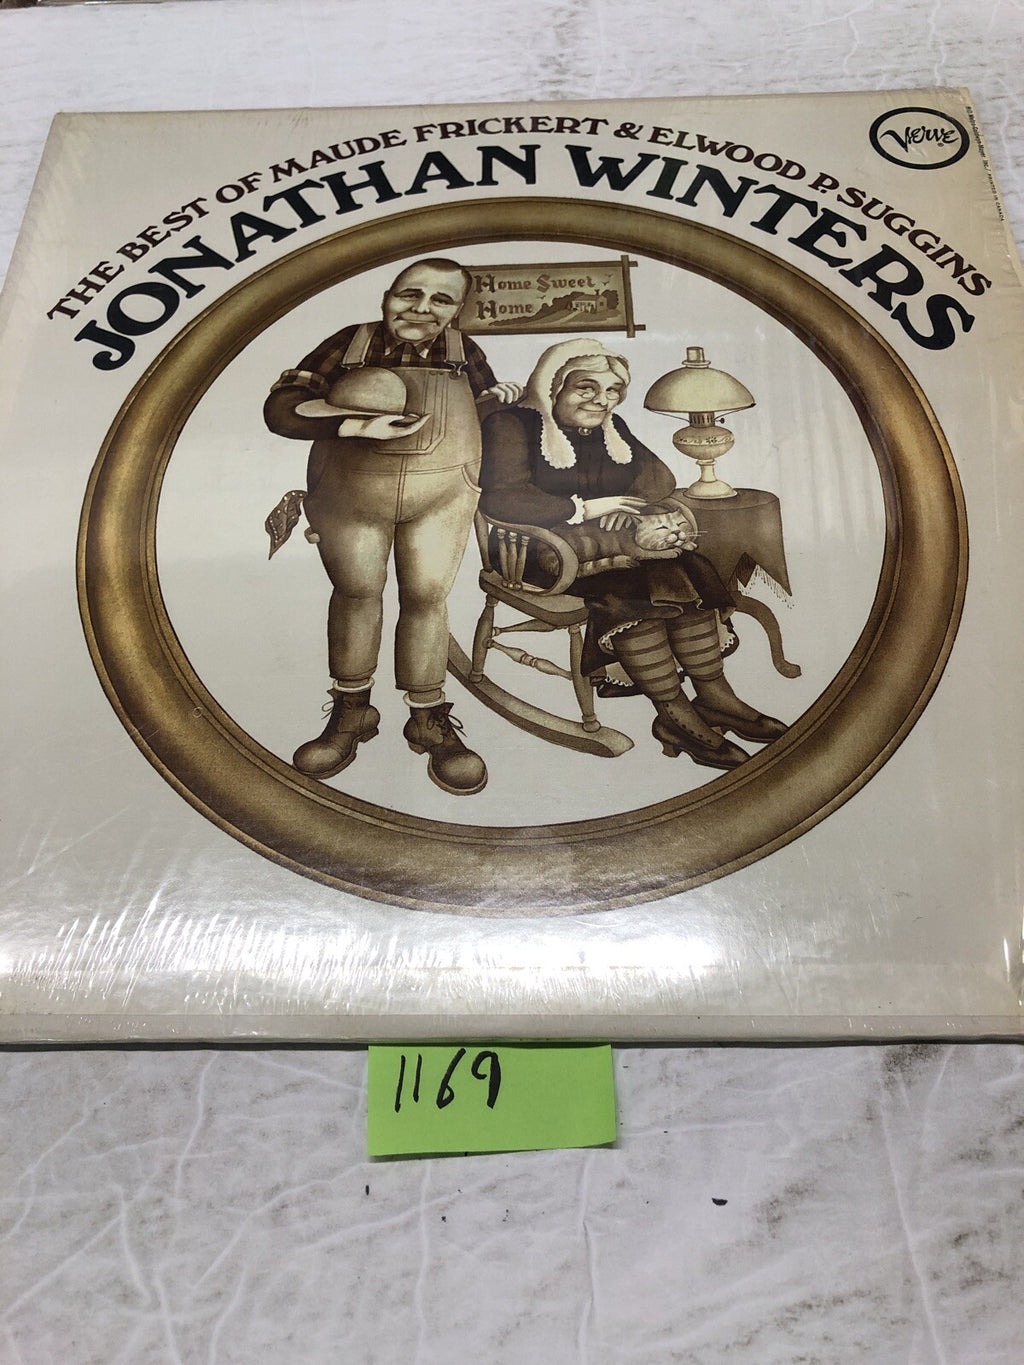 THE BEST OF MAUDE FRICKERT & ELWOOD P. SUGGINS
JONATHAN WINTERS
Verve
Home Sweet
Home
1169